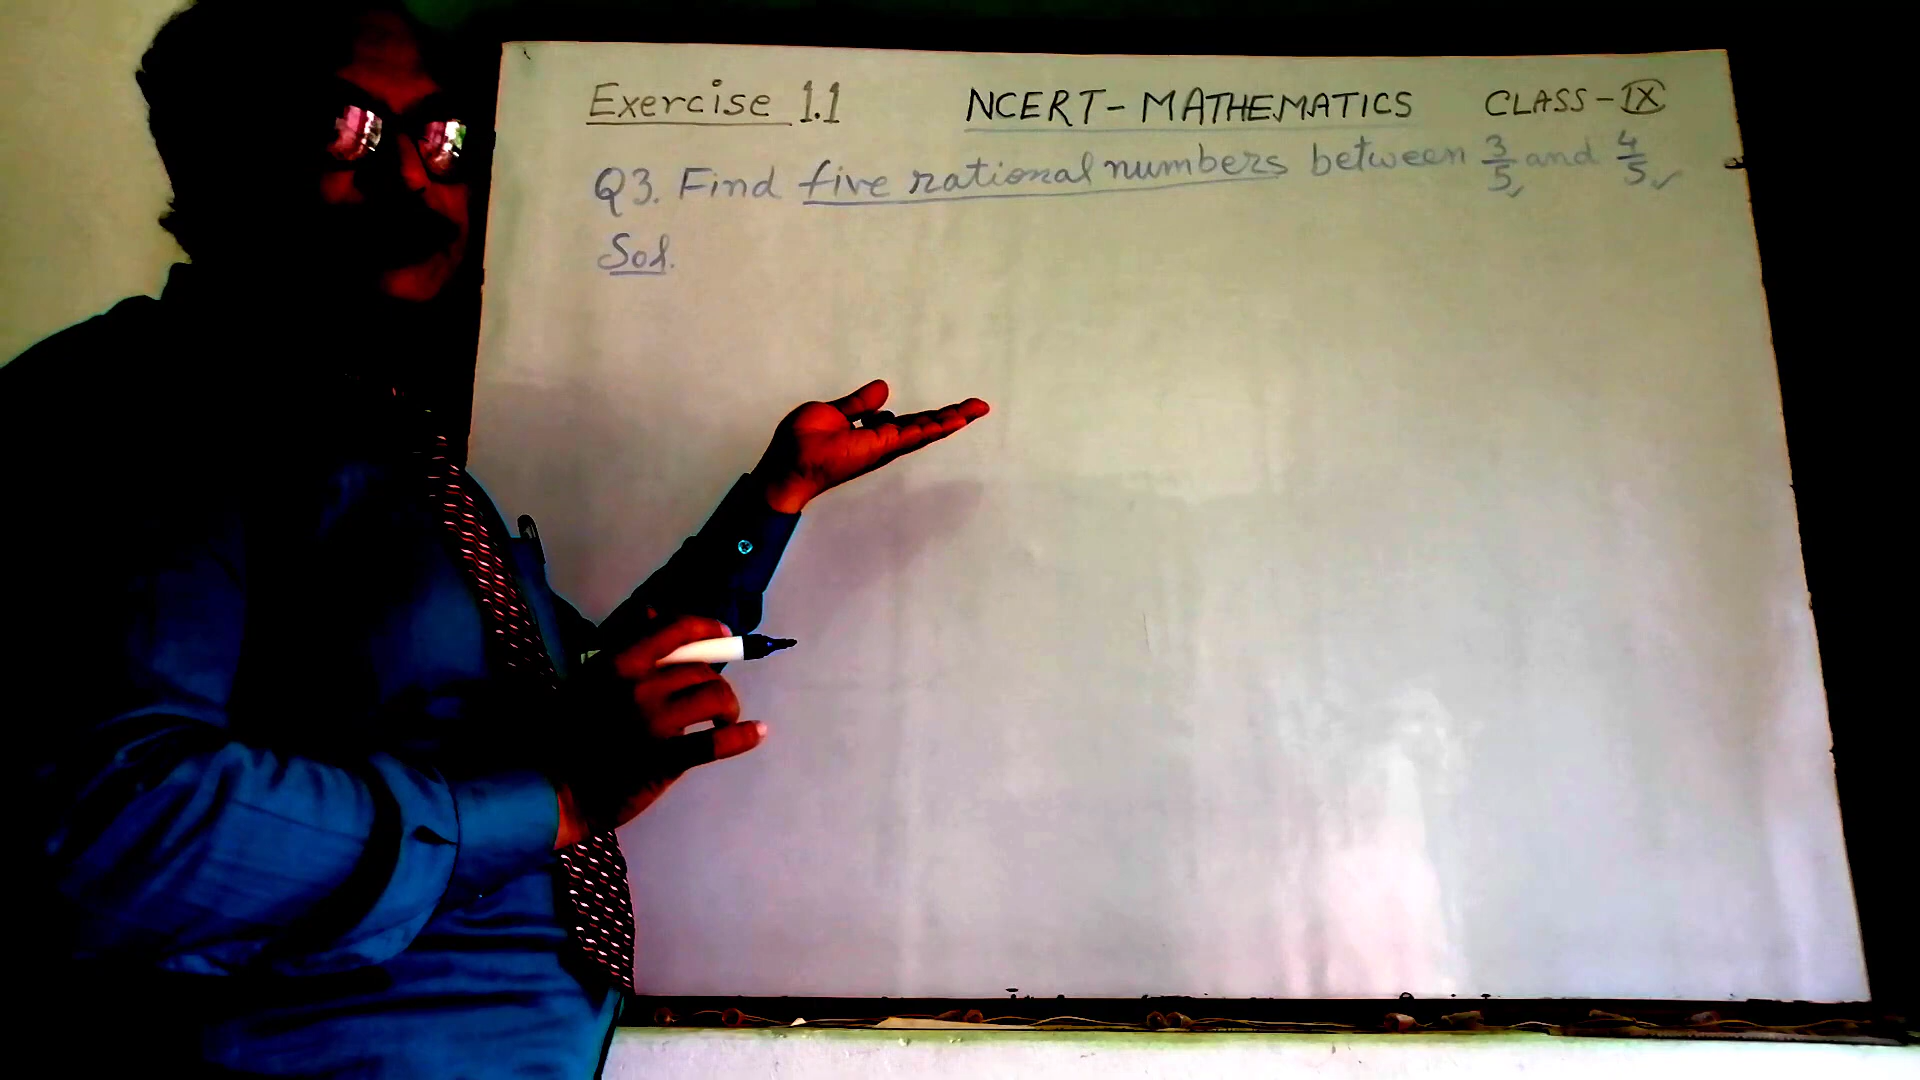 Exercise 1.1 NCERT-MATHEMATICS CLASS-IX
Q3. Find five rational numbers between 3/5 and 4/5
Sol.